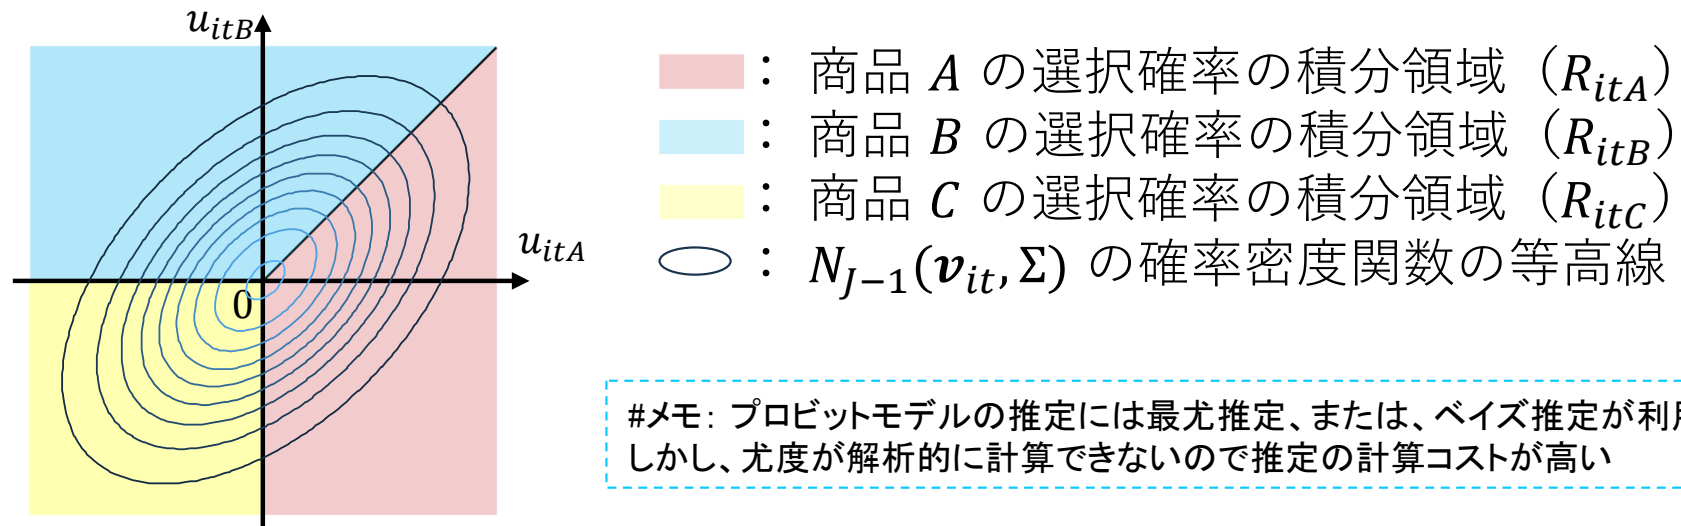 u_{itB}
u_{itA}
0
： 商品 A の選択確率の積分領域（R_{itA}）
： 商品 B の選択確率の積分領域（R_{itB}）
： 商品 C の選択確率の積分領域（R_{itC}）
： N_{J-1}(v_{it}, Σ) の確率密度関数の等高線
#メモ： プロビットモデルの推定には最尤推定、または、ベイズ推定が利用
しかし、尤度が解析的に計算できないので推定の計算コストが高い